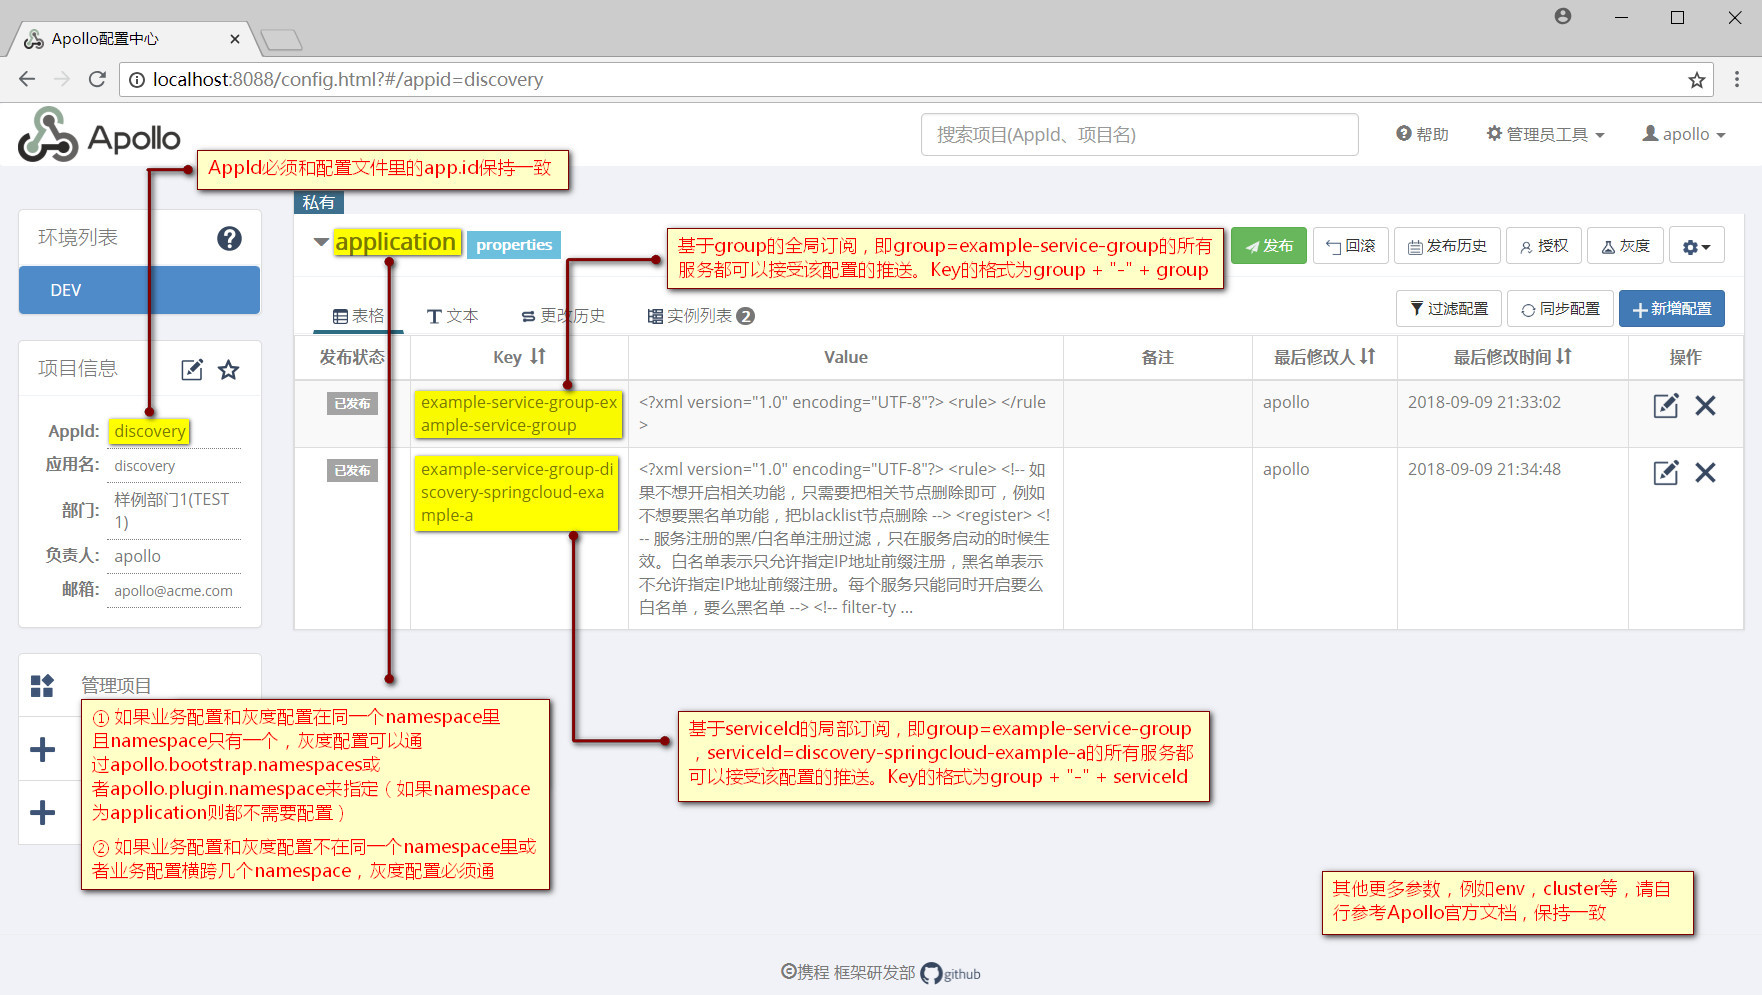 Apollo配置中心
localhost:8088/config.html?#/appid=discovery
Apollo
搜索项目(AppId、项目名)
帮助
管理员工具
apollo
AppId必须和配置文件里的app.id保持一致
私有
环境列表
DEV
application
properties
基于group的全局订阅，即group=example-service-group的所有
服务都可以接受该配置的推送。Key的格式为group + "-" + group
发布
回滚
发布历史
授权
灰度
表格
文本
更改历史
实例列表 2
过滤配置
同步配置
新增配置
项目信息
AppId: discovery
应用名: discovery
部门: 样例部门1(TEST
1)
负责人: apollo
邮箱: apollo@acme.com
发布状态
Key
Value
备注
最后修改人
最后修改时间
操作
已发布
example-service-group-ex
ample-service-group
<?xml version="1.0" encoding="UTF-8"?> <rule> </rule
>
apollo
2018-09-09 21:33:02
已发布
example-service-group-di
scovery-springcloud-exa
mple-a
<?xml version="1.0" encoding="UTF-8"?> <rule> <!-- 如
果不想开启相关功能，只需要把相关节点删除即可，例如
不想要黑名单功能，把blacklist节点删除 --> <register> <!
-- 服务注册的黑/白名单注册过滤，只在服务启动的时候生
效。白名单表示只允许指定IP地址前缀注册，黑名单表示
不允许指定IP地址前缀注册。每个服务只能同时开启要么
白名单，要么黑名单 --> <!-- filter-ty ...
apollo
2018-09-09 21:34:48
管理项目
① 如果业务配置和灰度配置在同一个namespace里
且namespace只有一个，灰度配置可以通
过apollo.bootstrap.namespaces或
者apollo.plugin.namespace来指定（如果namespace
为application则都不需要配置）
② 如果业务配置和灰度配置不在同一个namespace里或
者业务配置横跨几个namespace，灰度配置必须通
基于serviceId的局部订阅，即group=example-service-group
，serviceId=discovery-springcloud-example-a的所有服务都
可以接受该配置的推送。Key的格式为group + "-" + serviceId
其他更多参数，例如env，cluster等，请自
行参考Apollo官方文档，保持一致
©携程 框架研发部 github